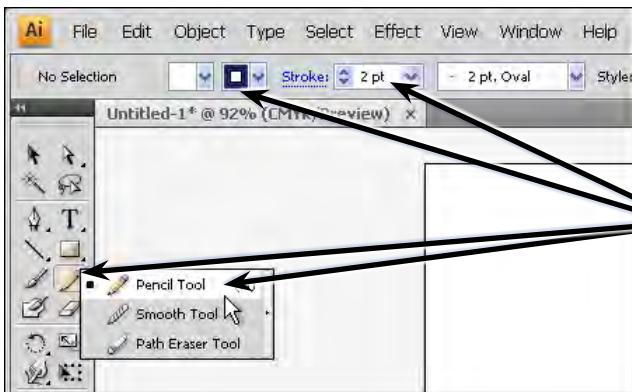 Ai File Edit Object Type Select Effect View Window Help
No Selection Stroke: 2 pt 2 pt. Oval Style:
Untitled-1* @ 92% (CMYK/Preview) ×
T
Pencil Tool
Smooth Tool
Path Eraser Tool